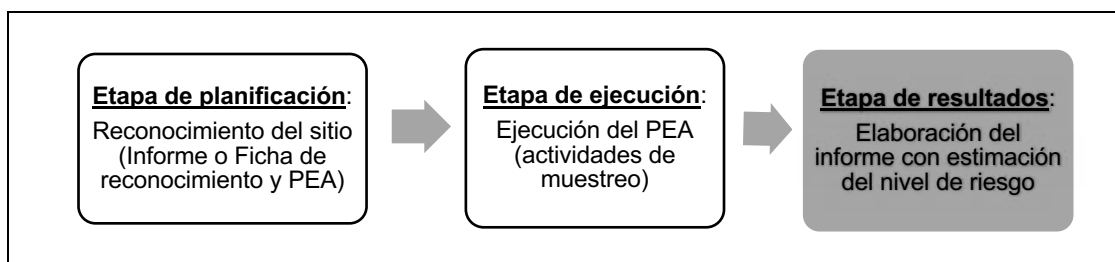 Etapa de planificación:
Reconocimiento del sitio
(Informe o Ficha de
reconocimiento y PEA)
Etapa de ejecución:
Ejecución del PEA
(actividades de
muestreo)
Etapa de resultados:
Elaboración del
informe con estimación
del nivel de riesgo